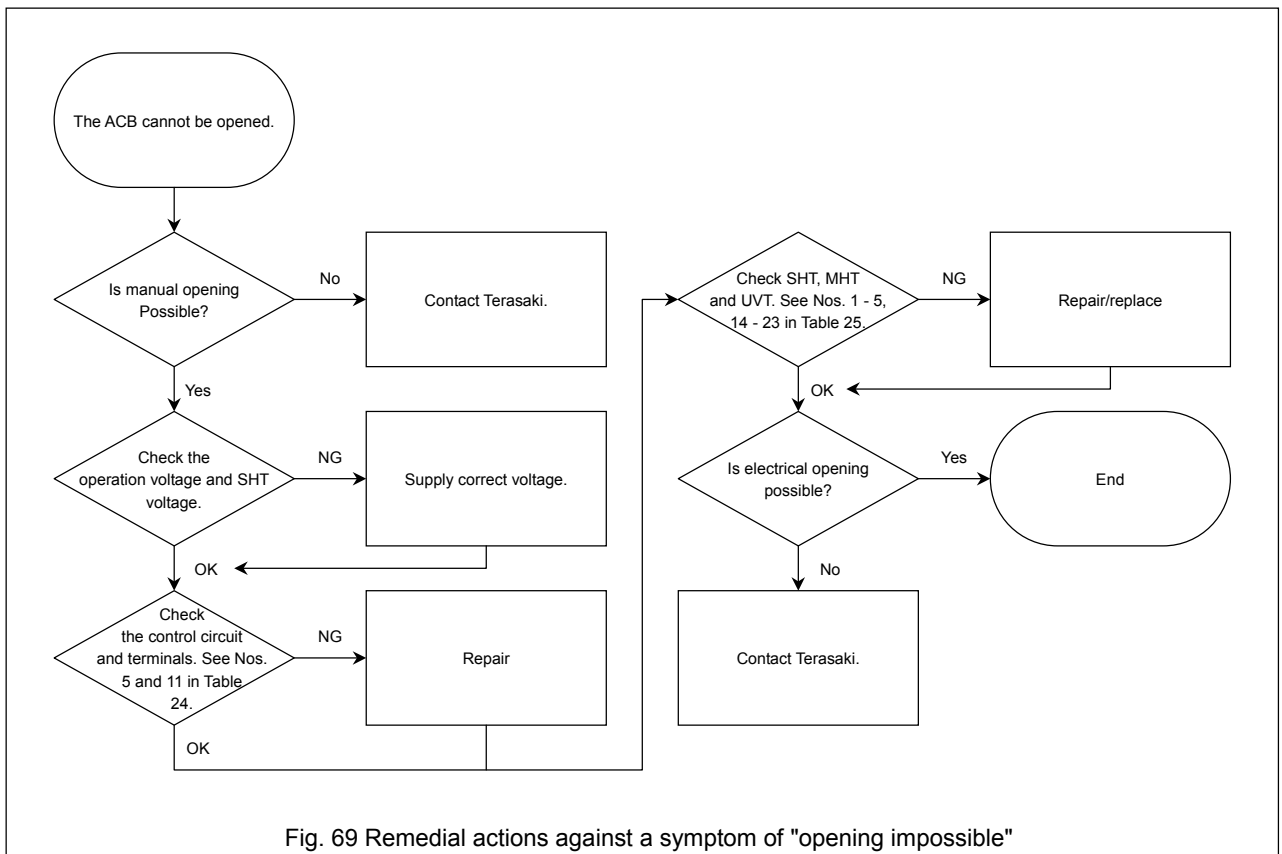 The ACB cannot be opened.
Is manual opening
Possible?
No
Contact Terasaki.
Yes
Check the
operation voltage and SHT
voltage.
NG
Supply correct voltage.
OK
Check
the control circuit
and terminals. See Nos.
5 and 11 in Table
24.
NG
Repair
OK
Check SHT, MHT
and UVT. See Nos. 1 - 5,
14 - 23 in Table 25.
NG
Repair/replace
OK
Is electrical opening
possible?
Yes
End
No
Contact Terasaki.
Fig. 69 Remedial actions against a symptom of "opening impossible"